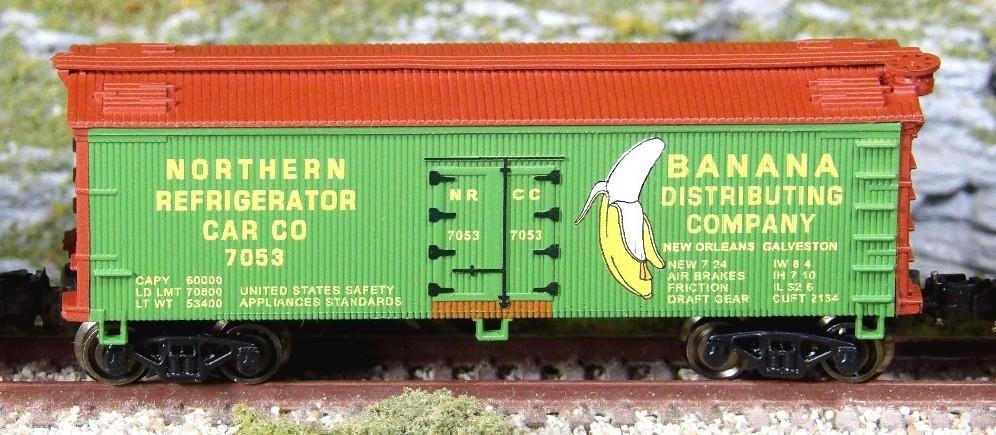 NORTHERN
REFRIGERATOR
CAR CO
7053
CAPY 60000
LD LMT 70800
LT WT 53400
UNITED STATES SAFETY
APPLIANCES STANDARDS
NR CC
7053 7053
BANANA
DISTRIBUTING
COMPANY
NEW ORLEANS GALVESTON
NEW 7 24
AIR BRAKES
FRICTION
DRAFT GEAR
IW 8 4
IH 7 10
IL 32 6
CUFT 2134